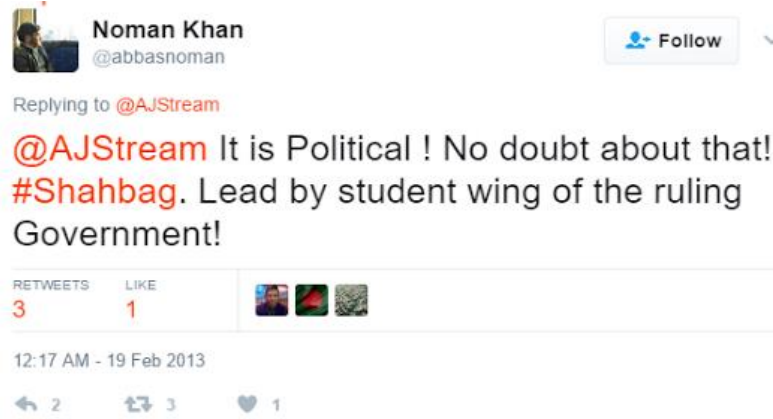 Noman Khan
@abbasnoman
Follow
Replying to @AJStream
@AJStream It is Political ! No doubt about that!
#Shahbag. Lead by student wing of the ruling
Government!
RETWEETS LIKE
3 1
12:17 AM - 19 Feb 2013
2 3 1